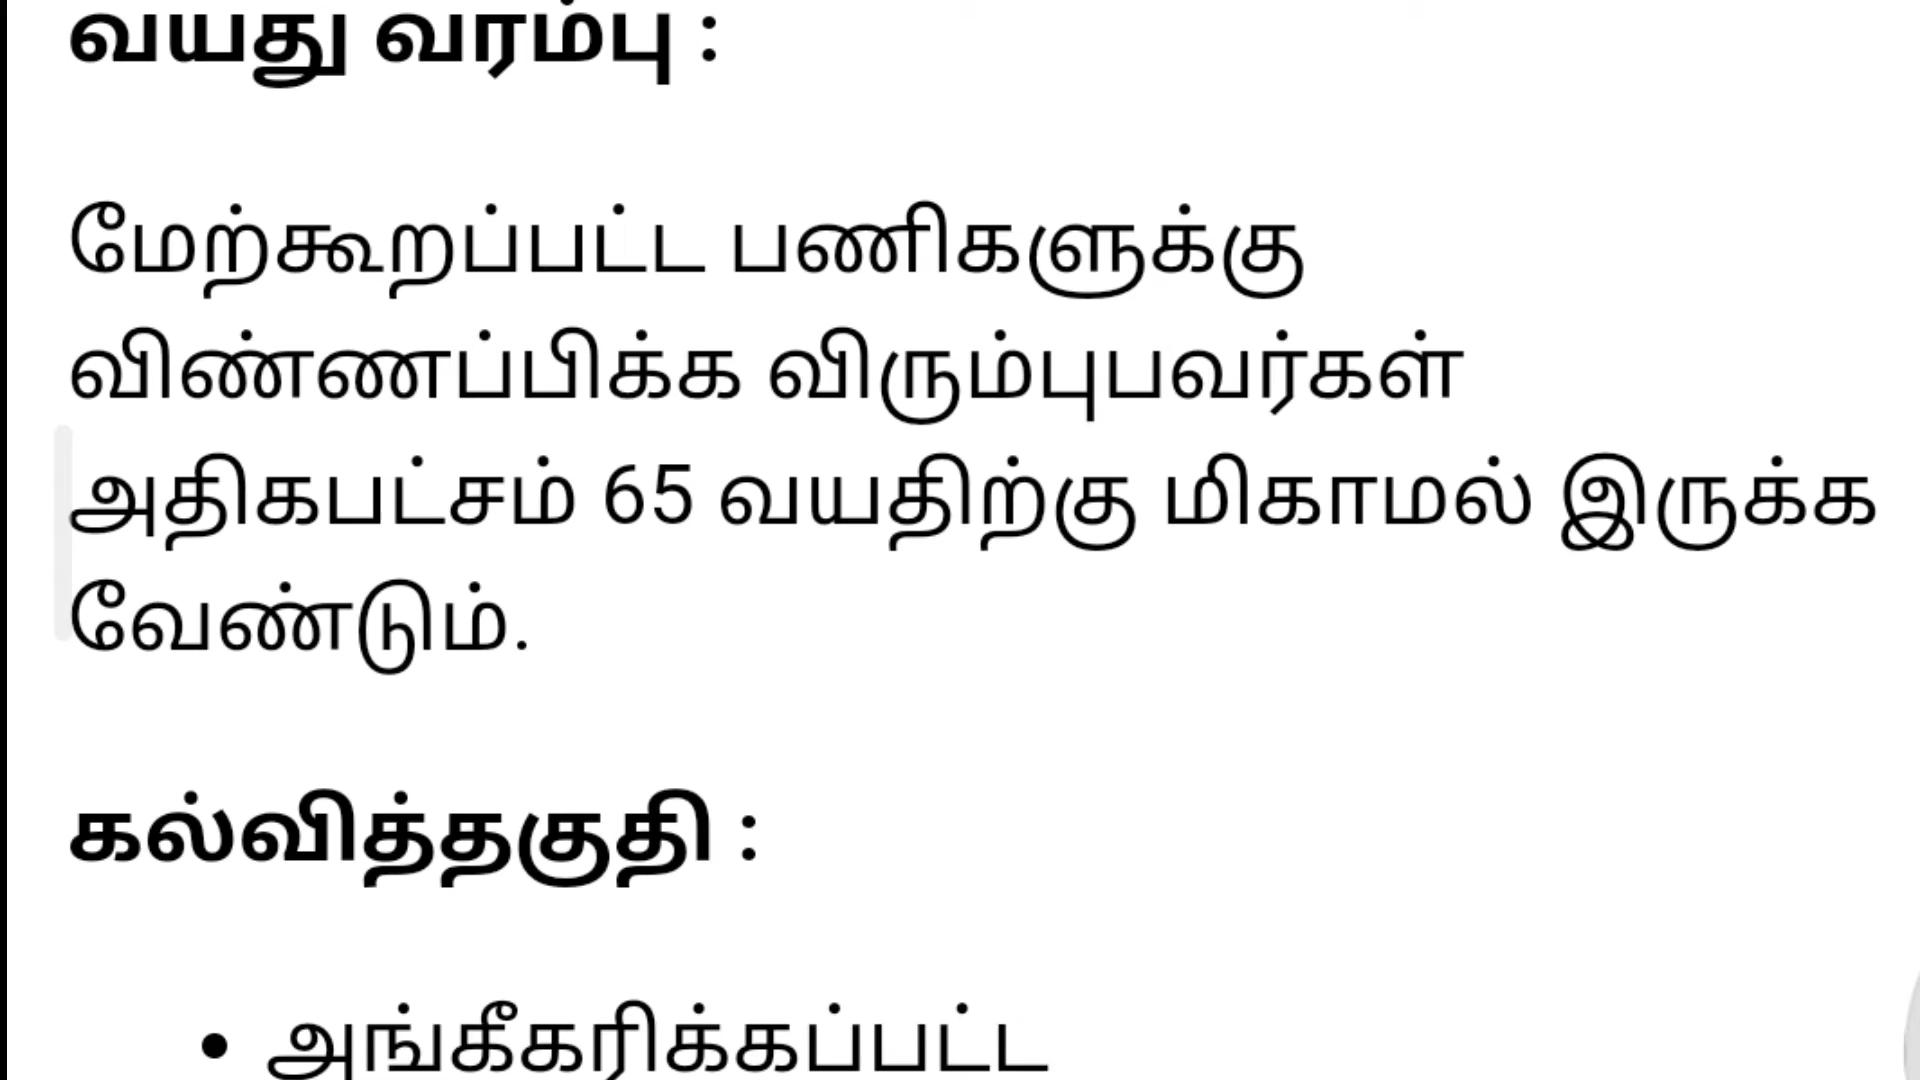 வயது வரம்பு :
மேற்கூறப்பட்ட பணிகளுக்கு
விண்ணப்பிக்க விரும்புபவர்கள்
அதிகபட்சம் 65 வயதிற்கு மிகாமல் இருக்க
வேண்டும்.
கல்வித்தகுதி :
• அங்கீகரிக்கப்பட்ட